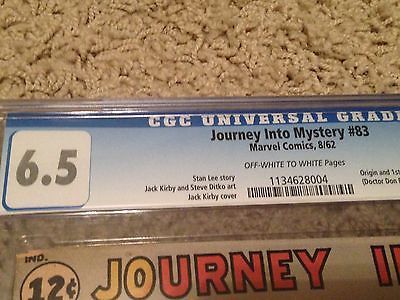 CGC UNIVERSAL GRADE
6.5
Journey Into Mystery #83
Marvel Comics, 8/62
OFF-WHITE TO WHITE Pages
Stan Lee story
Jack Kirby and Steve Ditko art
Jack Kirby cover
1134628004
Origin and 1st
(Doctor Don
IND.
12¢
JOURNEY